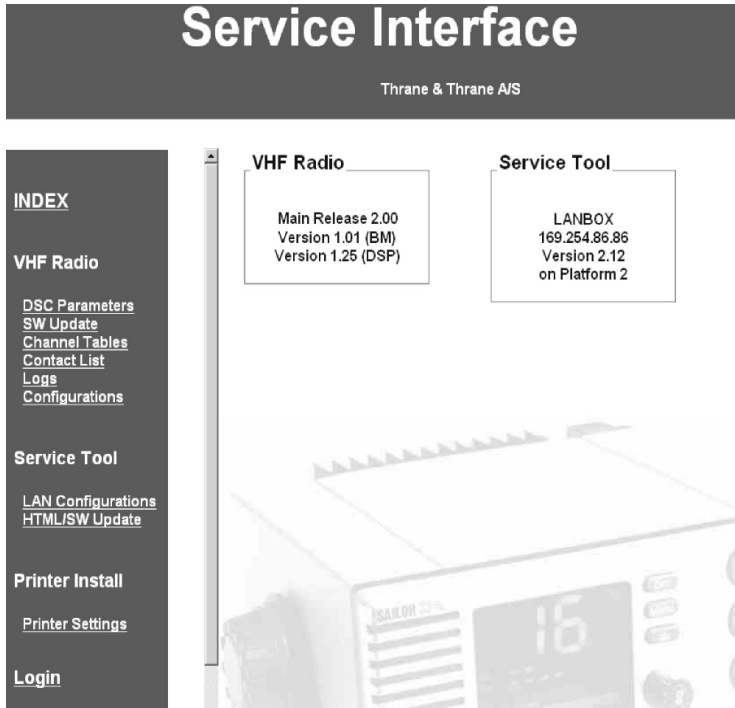 Service Interface
Thrane & Thrane A/S
INDEX
VHF Radio
DSC Parameters
SW Update
Channel Tables
Contact List
Logs
Configurations
Service Tool
LAN Configurations
HTML/SW Update
Printer Install
Printer Settings
Login
VHF Radio
Main Release 2.00
Version 1.01 (BM)
Version 1.25 (DSP)
Service Tool
LANBOX
169.254.86.86
Version 2.12
on Platform 2
SAILOR
16